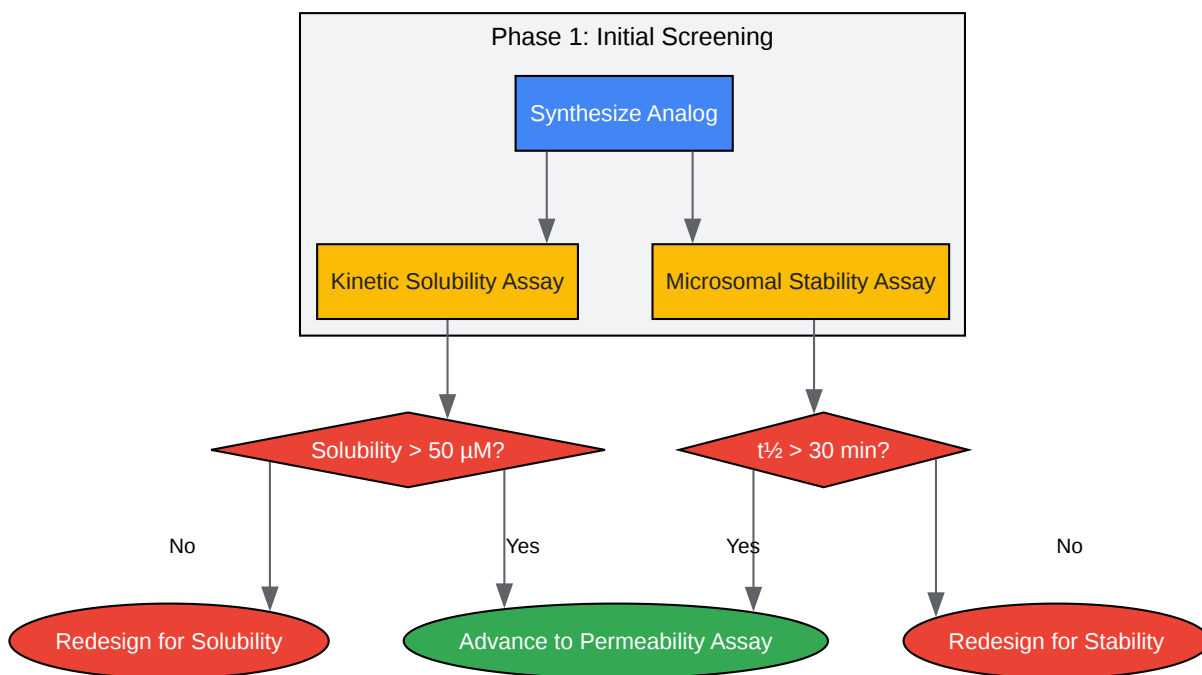 Phase 1: Initial Screening
Synthesize Analog
Kinetic Solubility Assay
Microsomal Stability Assay
Solubility > 50 µM?
t½ > 30 min?
No
Yes
Yes
No
Redesign for Solubility
Advance to Permeability Assay
Redesign for Stability